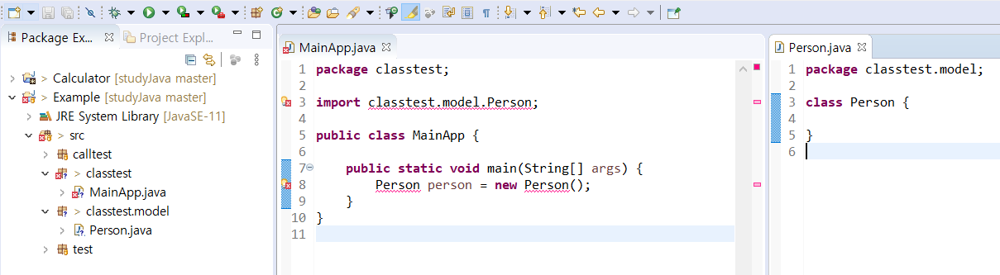 Package Ex...
Project Expl...
> Calculator [studyJava master]
> Example [studyJava master]
JRE System Library [JavaSE-11]
> src
calltest
> classtest
> MainApp.java
> classtest.model
> Person.java
test
MainApp.java
1 package classtest;
2
3 import classtest.model.Person;
4
5 public class MainApp {
6
7 public static void main(String[] args) {
8 Person person = new Person();
9 }
10 }
11
Person.java
1 package classtest.model;
2
3 class Person {
4
5 }
6